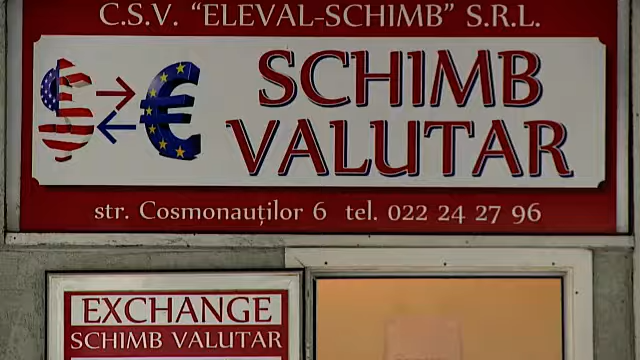 C.S.V. "ELEVAL-SCHIMB" S.R.L.
SCHIMB
VALUTAR
str. Cosmonauților 6 tel. 022 24 27 96
EXCHANGE
SCHIMB VALUTAR